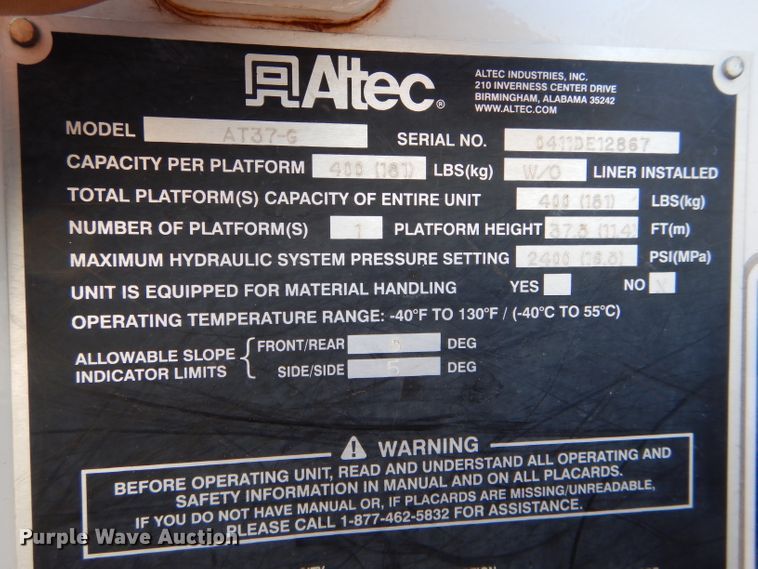 Altec®
ALTEC INDUSTRIES, INC.
210 INVERNESS CENTER DRIVE
BIRMINGHAM, ALABAMA 35242
WWW.ALTEC.COM
MODEL AT37-G SERIAL NO. 0411DE12867
CAPACITY PER PLATFORM 400 (181) LBS(kg) W/O LINER INSTALLED
TOTAL PLATFORM(S) CAPACITY OF ENTIRE UNIT 400 (181) LBS(kg)
NUMBER OF PLATFORM(S) 1 PLATFORM HEIGHT 37.5 (11.4) FT(m)
MAXIMUM HYDRAULIC SYSTEM PRESSURE SETTING 2400 (16.5) PSI(MPa)
UNIT IS EQUIPPED FOR MATERIAL HANDLING YES NO X
OPERATING TEMPERATURE RANGE: -40°F TO 130°F / (-40°C TO 55°C)
ALLOWABLE SLOPE INDICATOR LIMITS
FRONT/REAR DEG
SIDE/SIDE 5 DEG
WARNING
BEFORE OPERATING UNIT, READ AND UNDERSTAND ALL OPERATING AND
SAFETY INFORMATION IN MANUAL AND ON ALL PLACARDS.
IF YOU DO NOT HAVE MANUAL OR, IF PLACARDS ARE MISSING/UNREADABLE,
PLEASE CALL 1-877-462-5832 FOR ASSISTANCE.
Purple Wave Auction